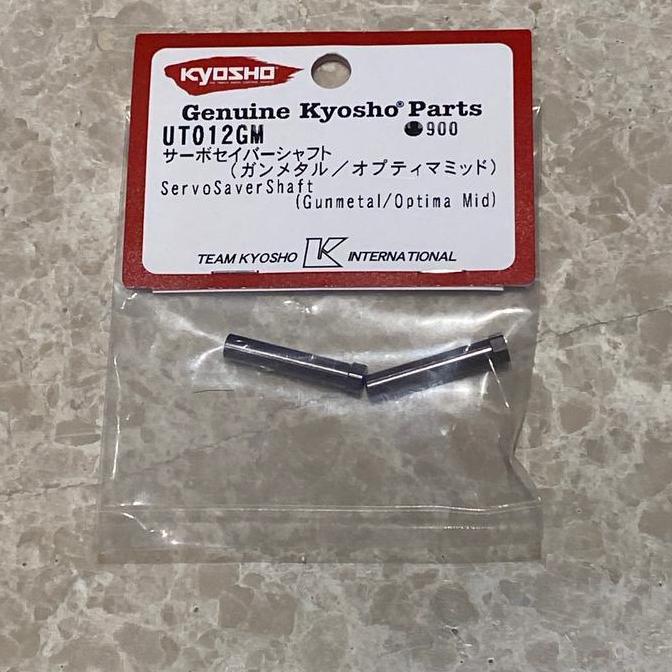 KYOSHO
Genuine Kyosho® Parts
UT012GM ●900
サーボセイバーシャフト
(ガンメタル/オプティマミッド)
ServoSaverShaft
(Gunmetal/Optima Mid)
TEAM KYOSHO K INTERNATIONAL